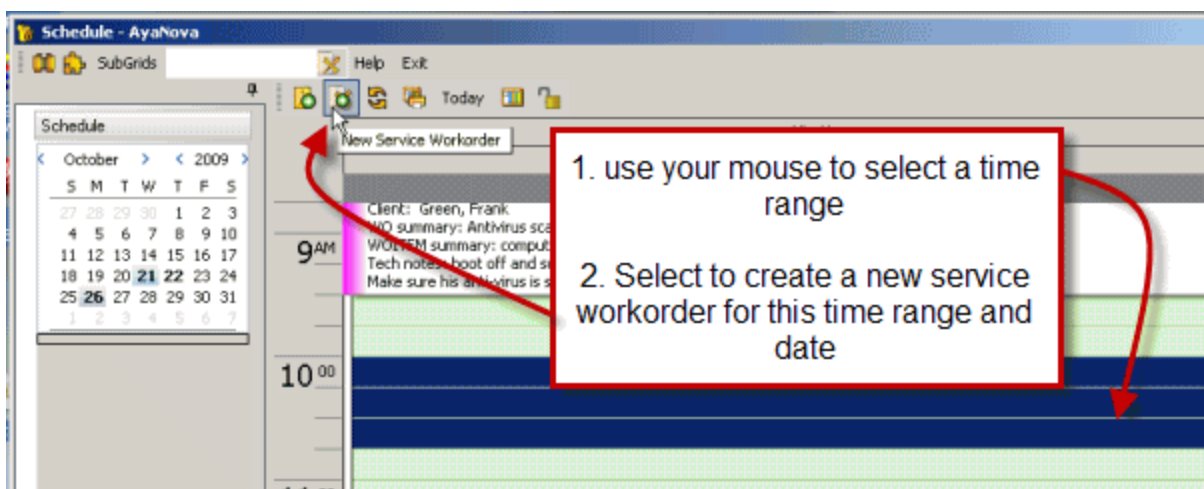 Schedule - AyaNova
SubGrids Help Exit
Today
Schedule
October 2009
S M T W T F S
27 28 29 30 1 2 3
4 5 6 7 8 9 10
11 12 13 14 15 16 17
18 19 20 21 22 23 24
25 26 27 28 29 30 31
1 2 3 4 5 6 7
New Service Workorder
Client: Green, Frank
WO summary: Antivirus
WOITEM summary:
Tech notes: boot off and
Make sure his anti-virus is
9 AM
10 00
1. use your mouse to select a time
range
2. Select to create a new service
workorder for this time range and
date